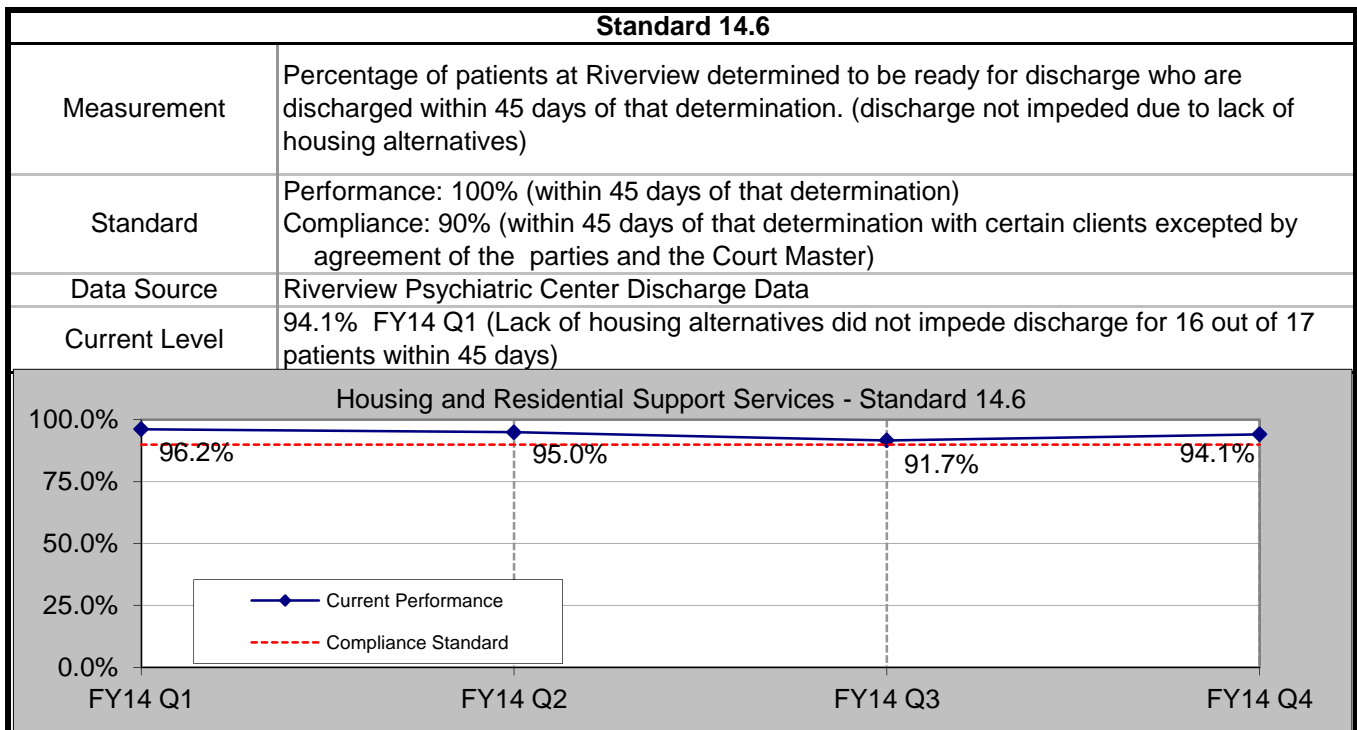 Standard 14.6
Measurement
Percentage of patients at Riverview determined to be ready for discharge who are
discharged within 45 days of that determination. (discharge not impeded due to lack of
housing alternatives)
Standard
Performance: 100% (within 45 days of that determination)
Compliance: 90% (within 45 days of that determination with certain clients excepted by
agreement of the parties and the Court Master)
Data Source
Riverview Psychiatric Center Discharge Data
Current Level
94.1% FY14 Q1 (Lack of housing alternatives did not impede discharge for 16 out of 17
patients within 45 days)
Housing and Residential Support Services - Standard 14.6
100.0%
96.2%
95.0%
91.7%
94.1%
75.0%
50.0%
25.0%
Current Performance
Compliance Standard
0.0%
FY14 Q1
FY14 Q2
FY14 Q3
FY14 Q4